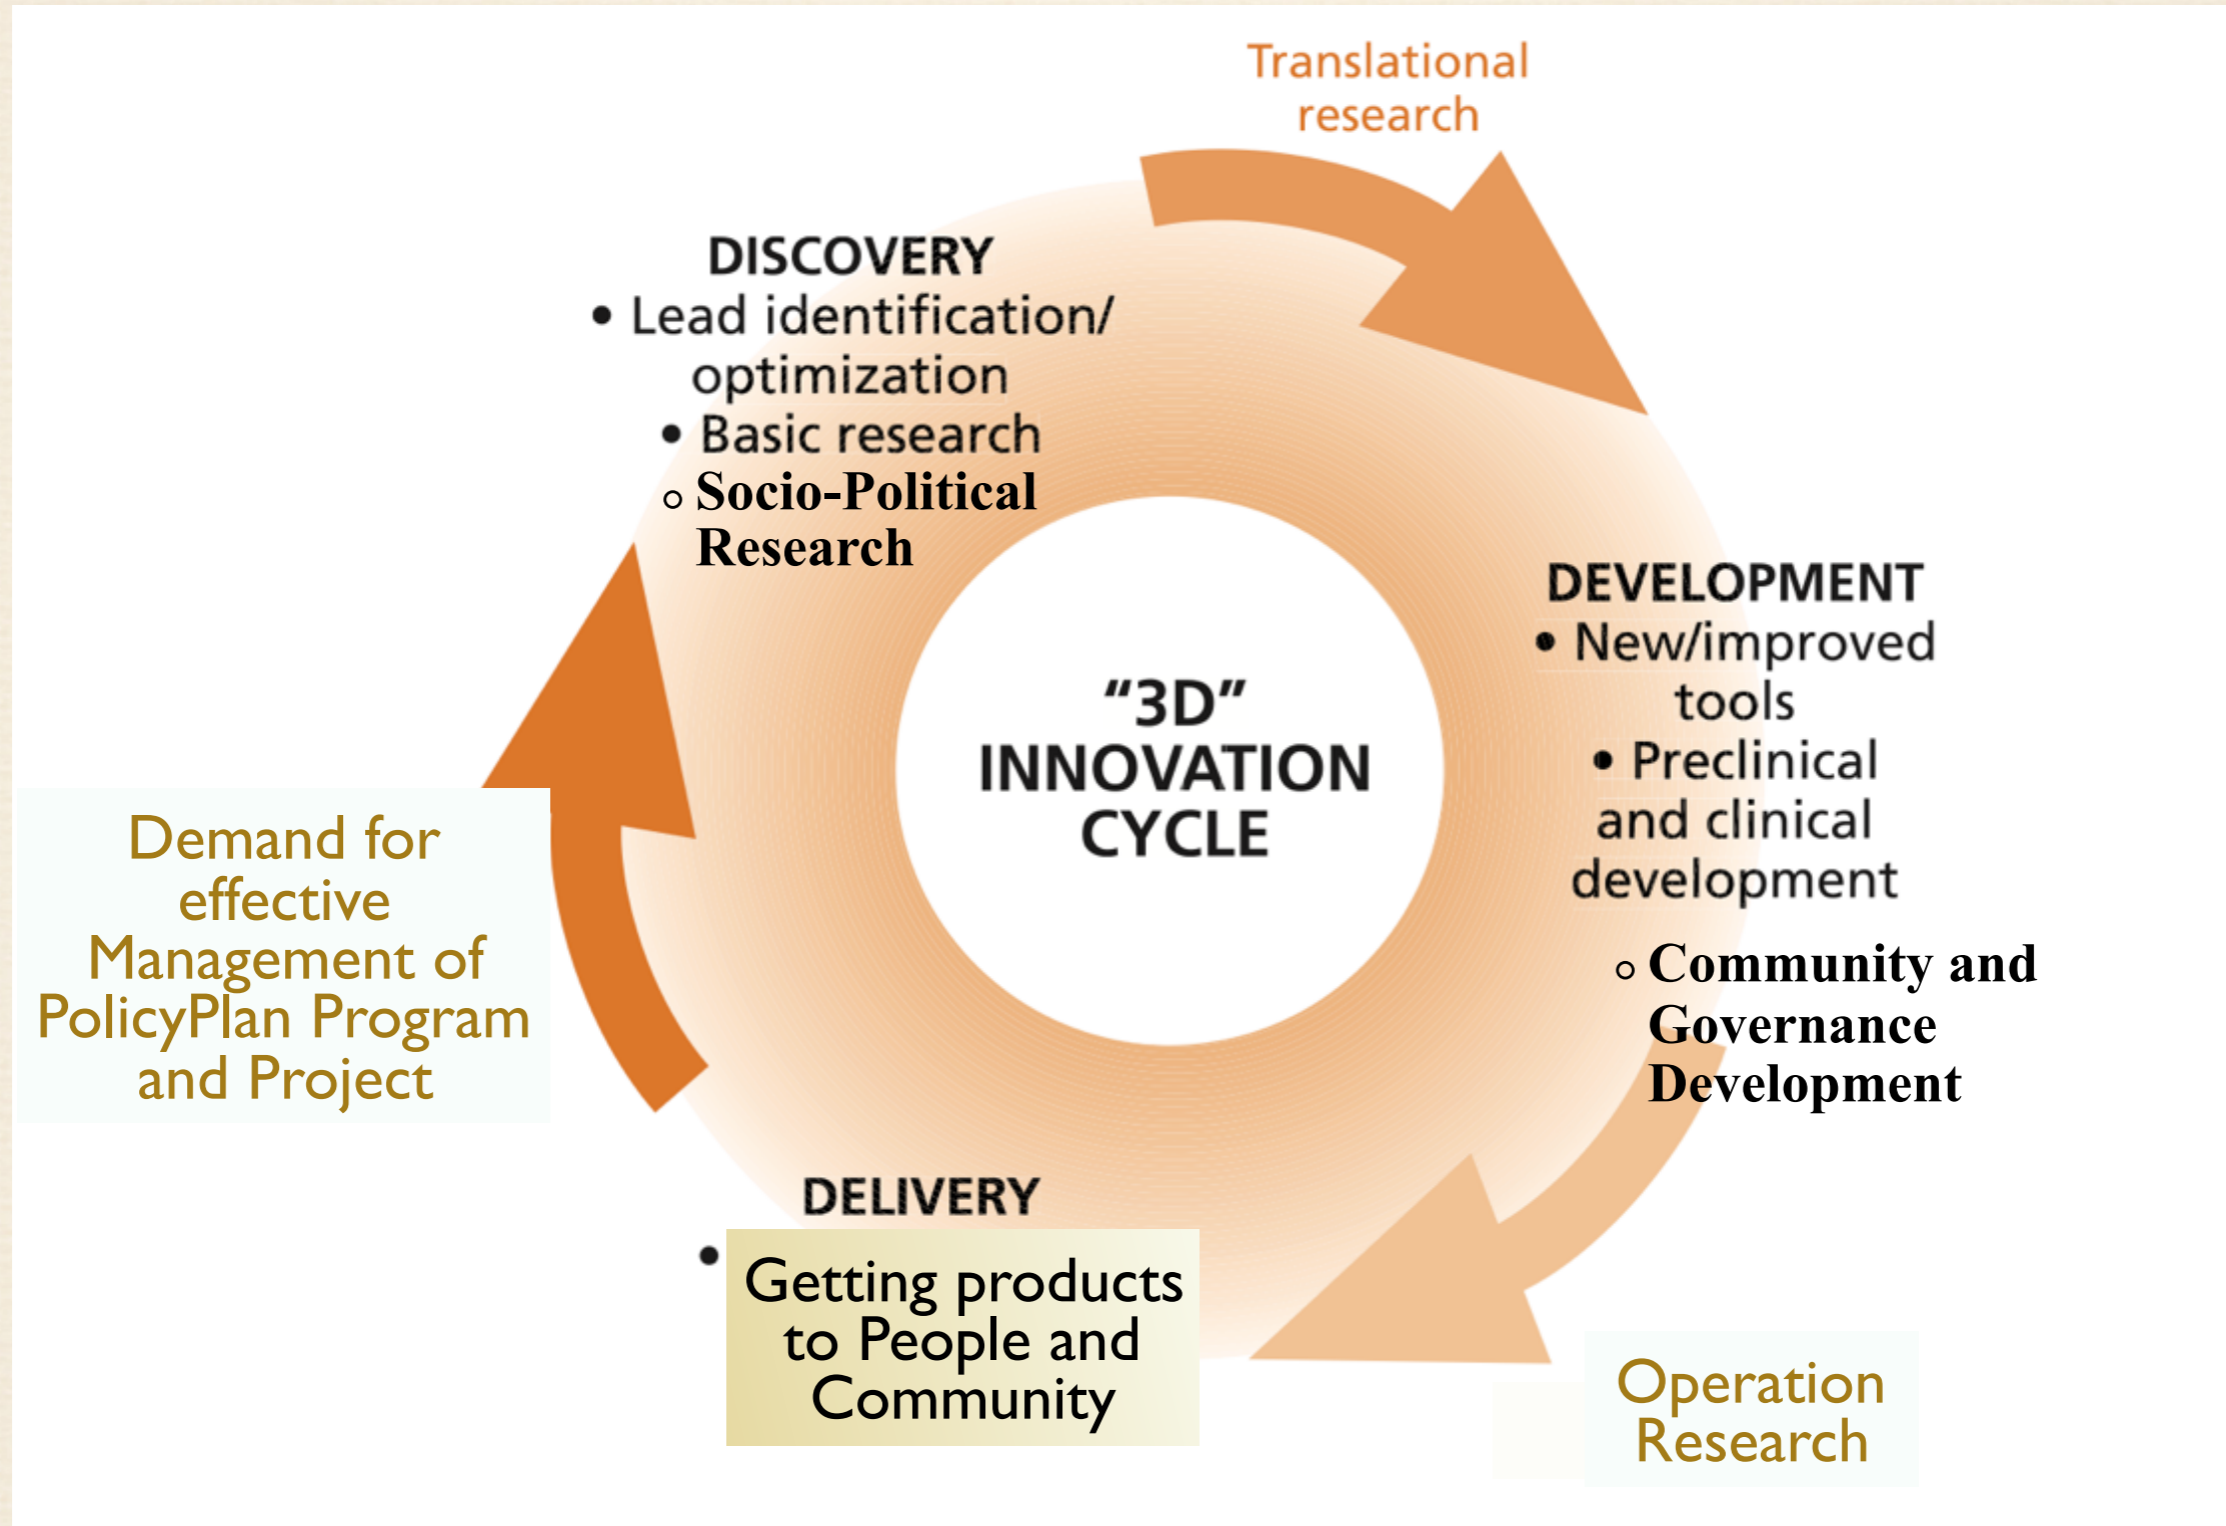 Translational
research
DISCOVERY
• Lead identification/
optimization
• Basic research
○ Socio-Political
Research
"3D"
INNOVATION
CYCLE
DEVELOPMENT
• New/improved
tools
• Preclinical
and clinical
development
○ Community and
Governance
Development
Demand for
effective
Management of
PolicyPlan Program
and Project
DELIVERY
• Getting products
to People and
Community
Operation
Research